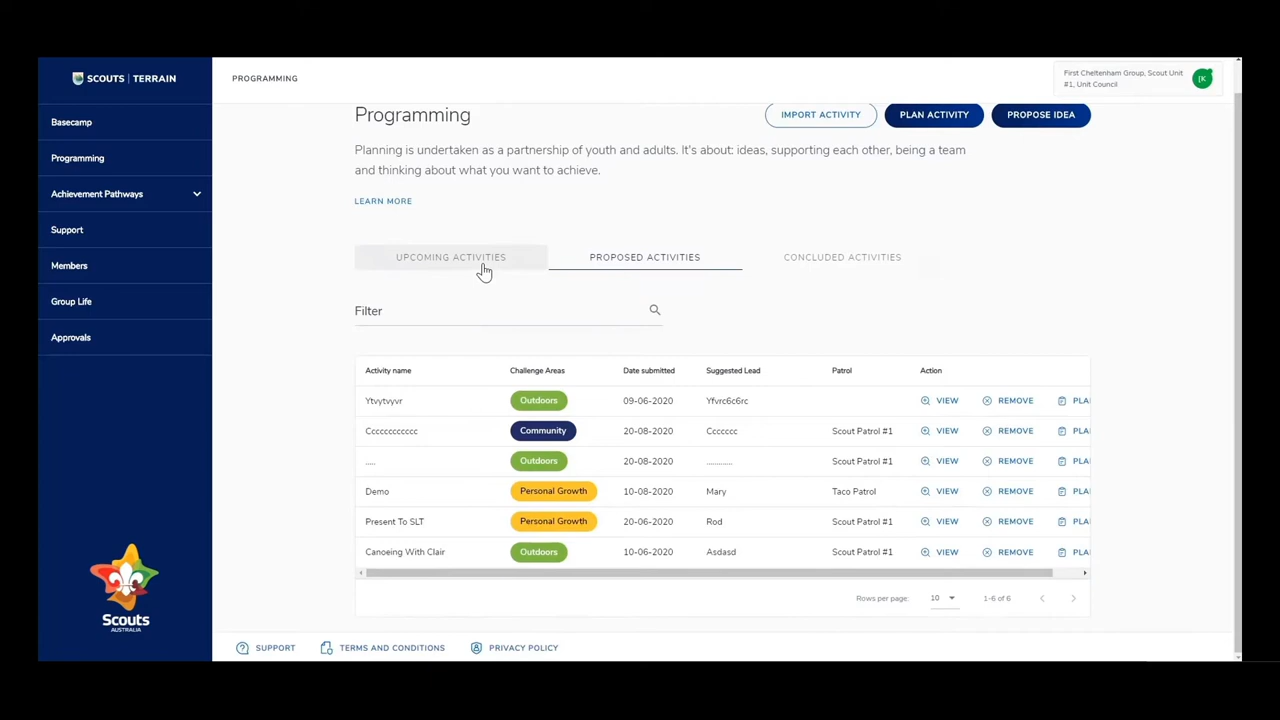 SCOUTS | TERRAIN
PROGRAMMING
First Cheltenham Group, Scout Unit
#1, Unit Council
[K
Basecamp
Programming
Achievement Pathways
Support
Members
Group Life
Approvals
Scouts
AUSTRALIA
Programming
IMPORT ACTIVITY
PLAN ACTIVITY
PROPOSE IDEA
Planning is undertaken as a partnership of youth and adults. It's about: ideas, supporting each other, being a team
and thinking about what you want to achieve.
LEARN MORE
UPCOMING ACTIVITIES PROPOSED ACTIVITIES CONCLUDED ACTIVITIES
Filter
Activity name Challenge Areas Date submitted Suggested Lead Patrol Action
Ytvytvyvr Outdoors 09-06-2020 Yfvrc6c6rc VIEW REMOVE PLA
Cccccccccccc Community 20-08-2020 Ccccccc Scout Patrol #1 VIEW REMOVE PLA
..... Outdoors 20-08-2020 ............. Scout Patrol #1 VIEW REMOVE PLA
Demo Personal Growth 10-08-2020 Mary Taco Patrol VIEW REMOVE PLA
Present To SLT Personal Growth 20-06-2020 Rod Scout Patrol #1 VIEW REMOVE PLA
Canoeing With Clair Outdoors 10-06-2020 Asdasd Scout Patrol #1 VIEW REMOVE PLA
Rows per page: 10 1-6 of 6
SUPPORT TERMS AND CONDITIONS PRIVACY POLICY